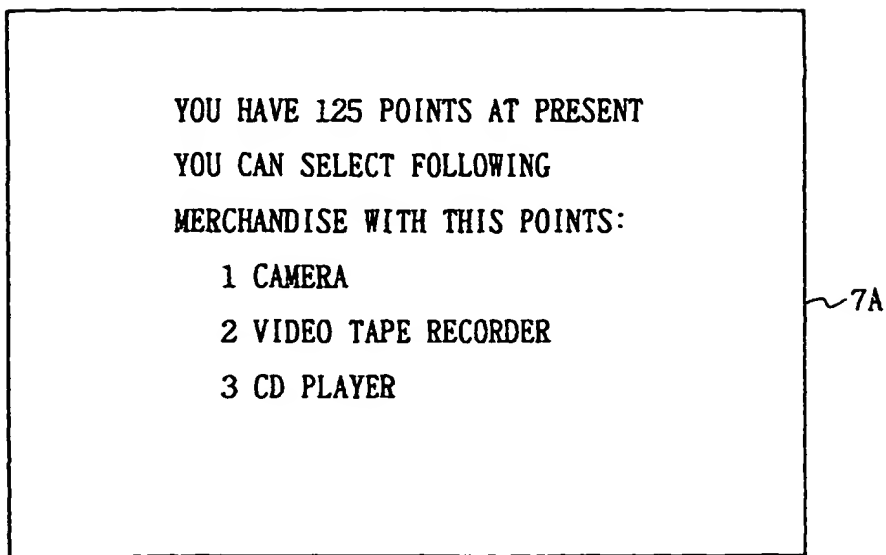 YOU HAVE 125 POINTS AT PRESENT
YOU CAN SELECT FOLLOWING
MERCHANDISE WITH THIS POINTS:
1 CAMERA
2 VIDEO TAPE RECORDER
3 CD PLAYER
7A